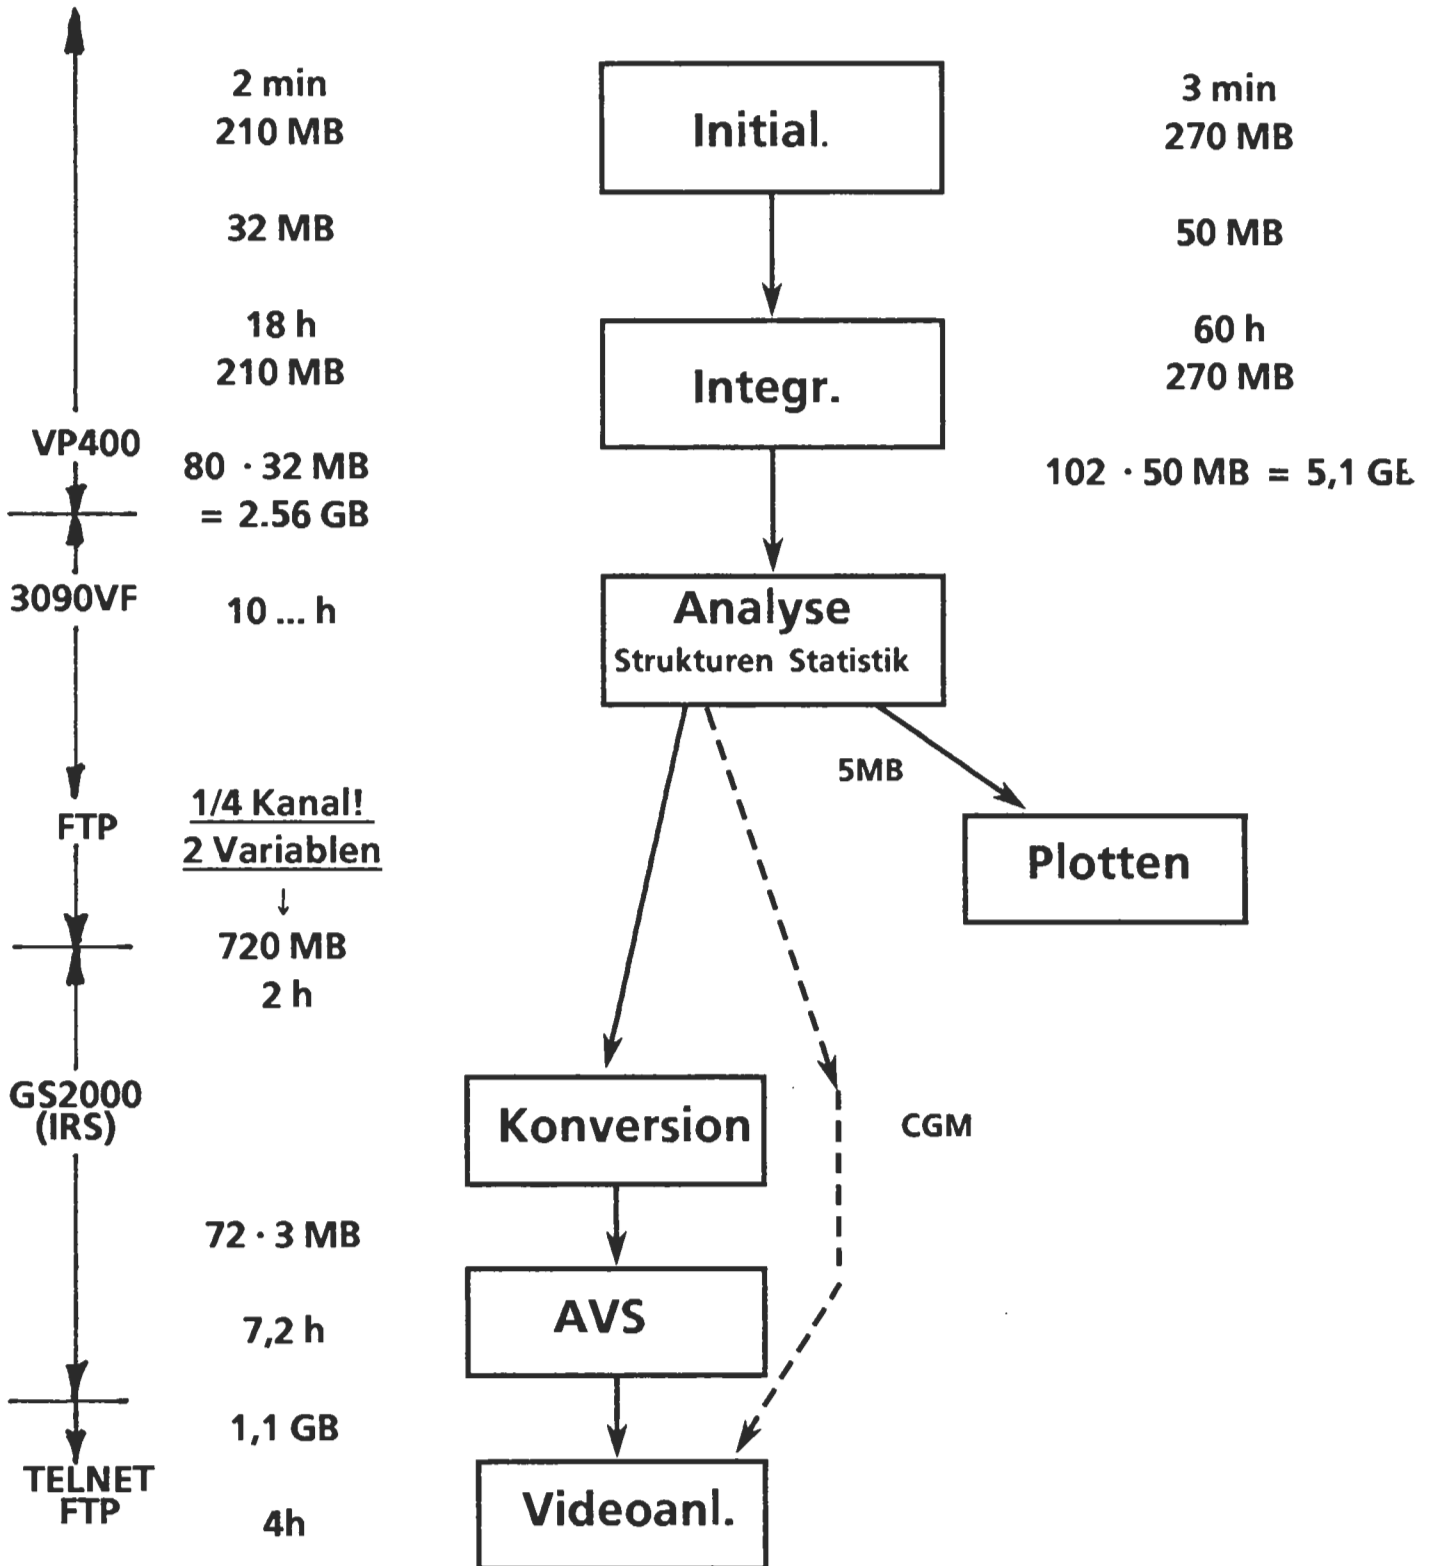 2 min
210 MB
Initial.
3 min
270 MB
32 MB
50 MB
18 h
210 MB
Integr.
60 h
270 MB
VP400
80 · 32 MB
= 2.56 GB
102 · 50 MB = 5,1 GB
3090VF
10 ... h
Analyse
Strukturen Statistik
5MB
FTP
1/4 Kanal!
2 Variablen
↓
720 MB
2 h
Plotten
GS2000
(IRS)
Konversion
CGM
72 · 3 MB
AVS
7,2 h
1,1 GB
TELNET
FTP
4h
Videoanl.